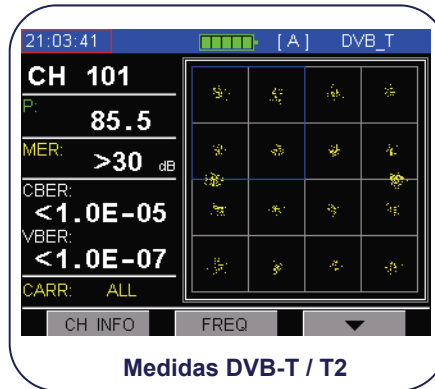 21:03:41 [ A ] DVB_T
CH 101
P:
85.5
MER:
>30 dB
CBER:
<1.0E-05
VBER:
<1.0E-07
CARR: ALL
CH INFO FREQ
Medidas DVB-T / T2